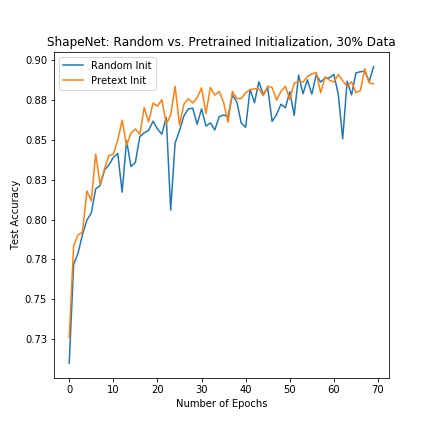 ShapeNet: Random vs. Pretrained Initialization, 30% Data
Random Init
Pretext Init
0.90
0.88
0.85
0.83
0.80
0.78
0.75
0.73
Test Accuracy
0 10 20 30 40 50 60 70
Number of Epochs